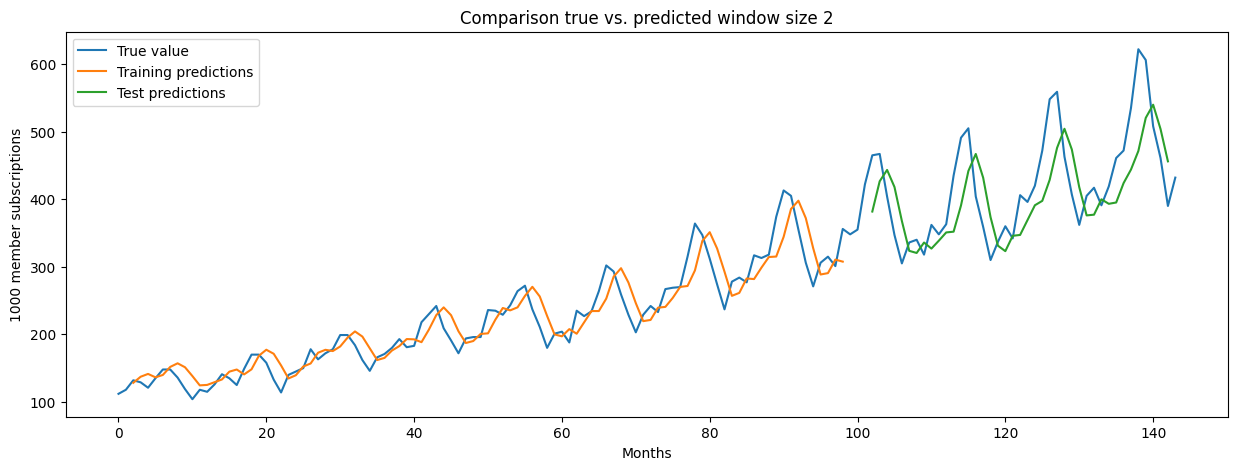 Comparison true vs. predicted window size 2
True value
Training predictions
Test predictions
1000 member subscriptions
600
500
400
300
200
100
0
20
40
60
80
100
120
140
Months